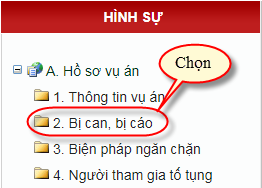 HÌNH SỰ
A. Hồ sơ vụ án
Chọn
1. Thông tin vụ án
2. Bị can, bị cáo
3. Biện pháp ngăn chặn
4. Người tham gia tố tụng